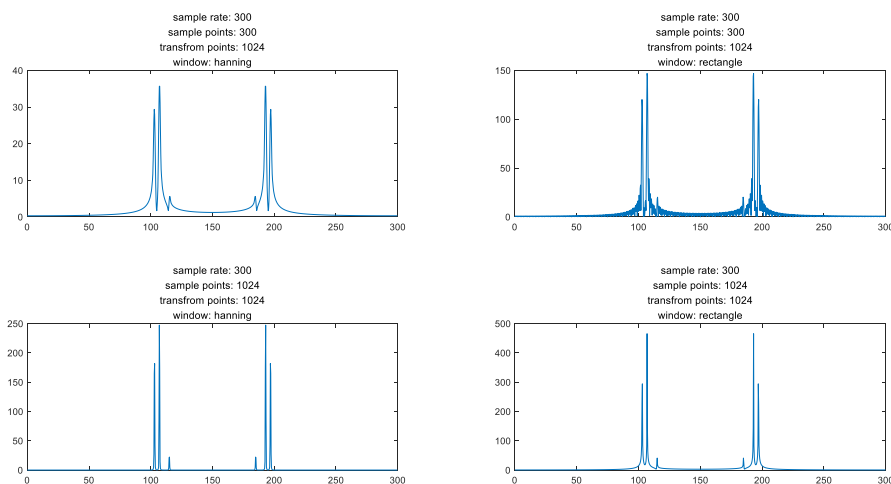 sample rate: 300
sample points: 300
transfrom points: 1024
window: hanning
40
30
20
10
0
0 50 100 150 200 250 300
sample rate: 300
sample points: 300
transfrom points: 1024
window: rectangle
150
100
50
0
0 50 100 150 200 250 300
sample rate: 300
sample points: 1024
transfrom points: 1024
window: hanning
250
200
150
100
50
0
0 50 100 150 200 250 300
sample rate: 300
sample points: 1024
transfrom points: 1024
window: rectangle
500
400
300
200
100
0
0 50 100 150 200 250 300